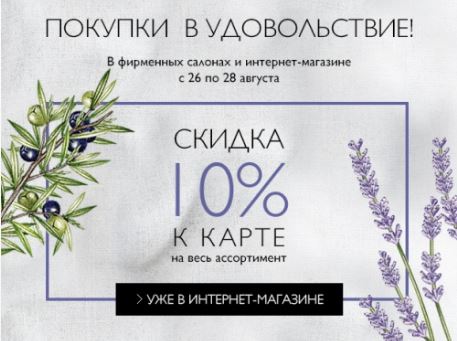 ПОКУПКИ В УДОВОЛЬСТВИЕ!
В фирменных салонах и интернет-магазине
с 26 по 28 августа
СКИДКА
10%
К КАРТЕ
на весь ассортимент
> УЖЕ В ИНТЕРНЕТ-МАГАЗИНЕ